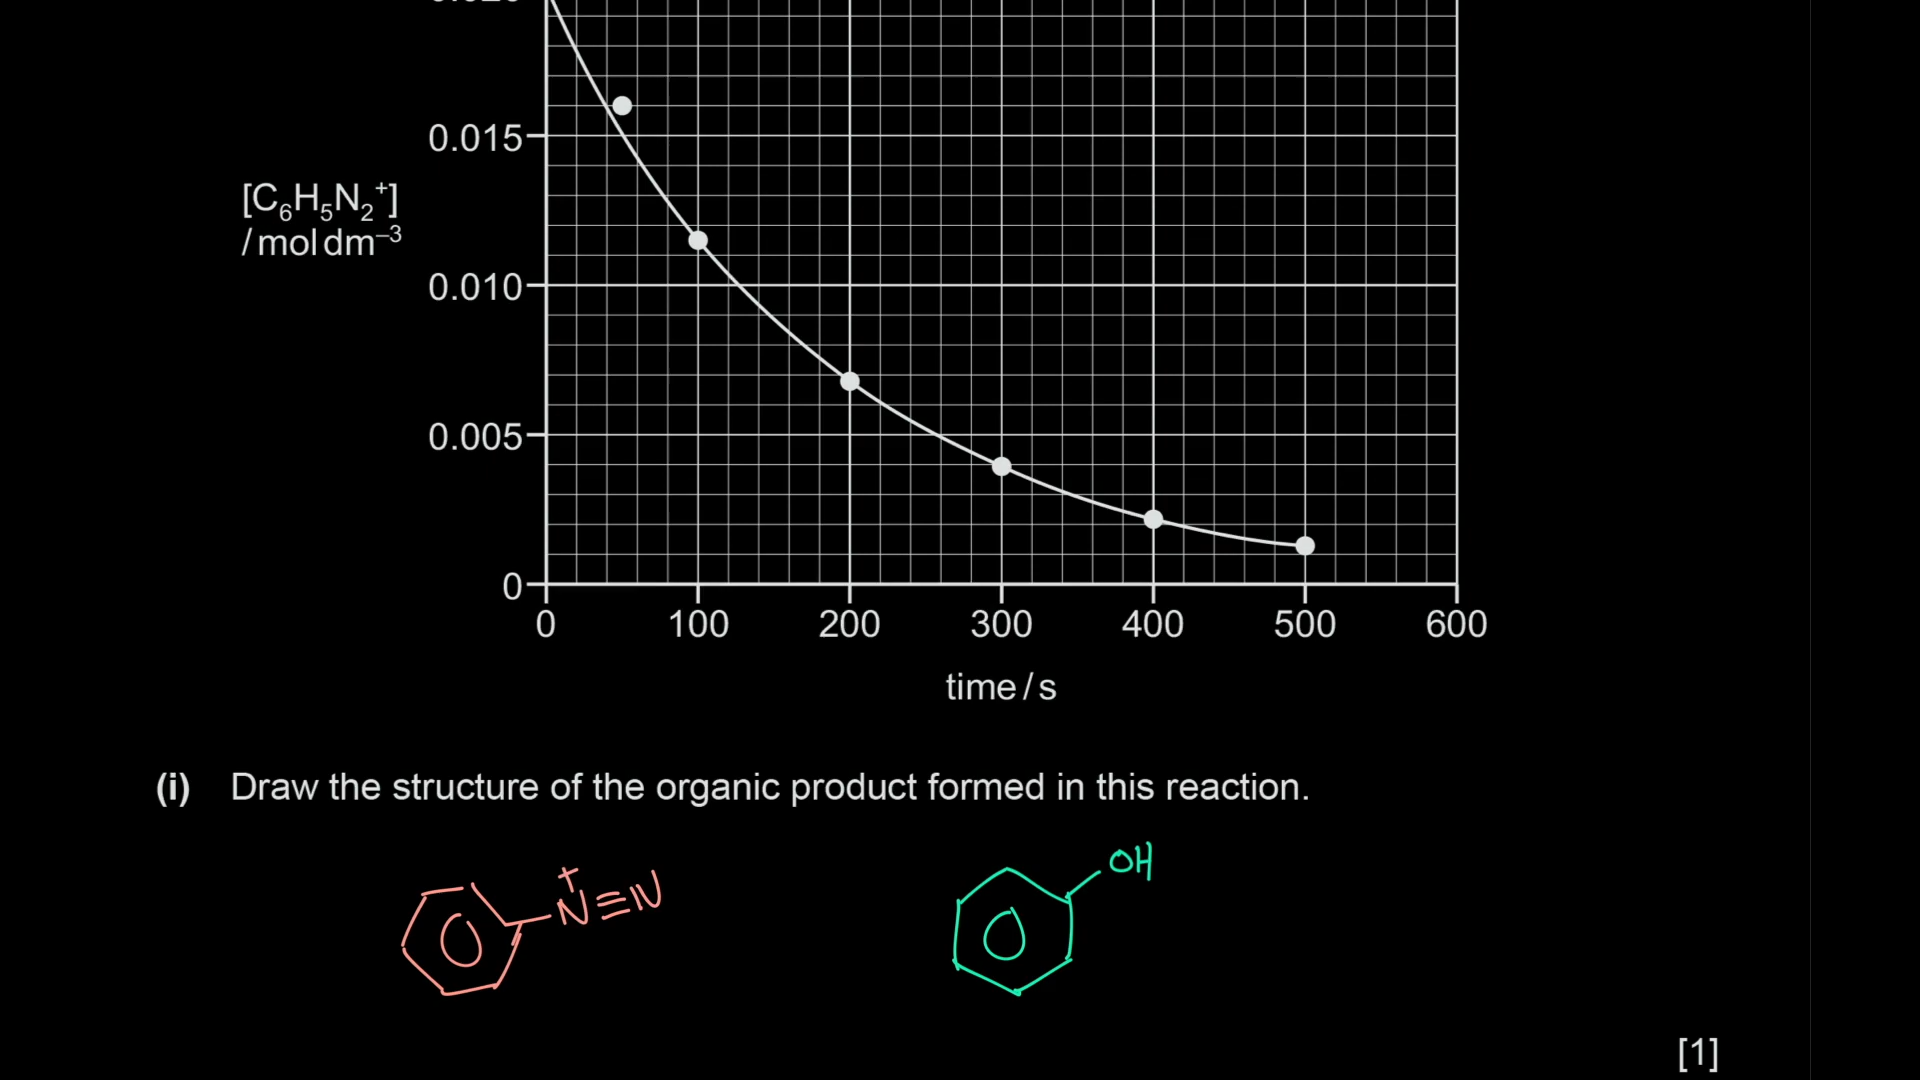 0.015
[C₆H₅N₂⁺]
/mol dm⁻³
0.010
0.005
0
0 100 200 300 400 500 600
time/s
(i) Draw the structure of the organic product formed in this reaction.
N⁺≡N
OH
[1]